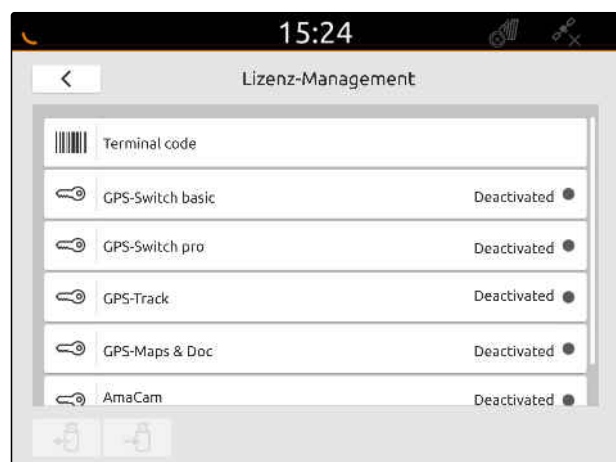 15:24
Lizenz-Management
Terminal code
GPS-Switch basic Deactivated
GPS-Switch pro Deactivated
GPS-Track Deactivated
GPS-Maps & Doc Deactivated
AmaCam Deactivated